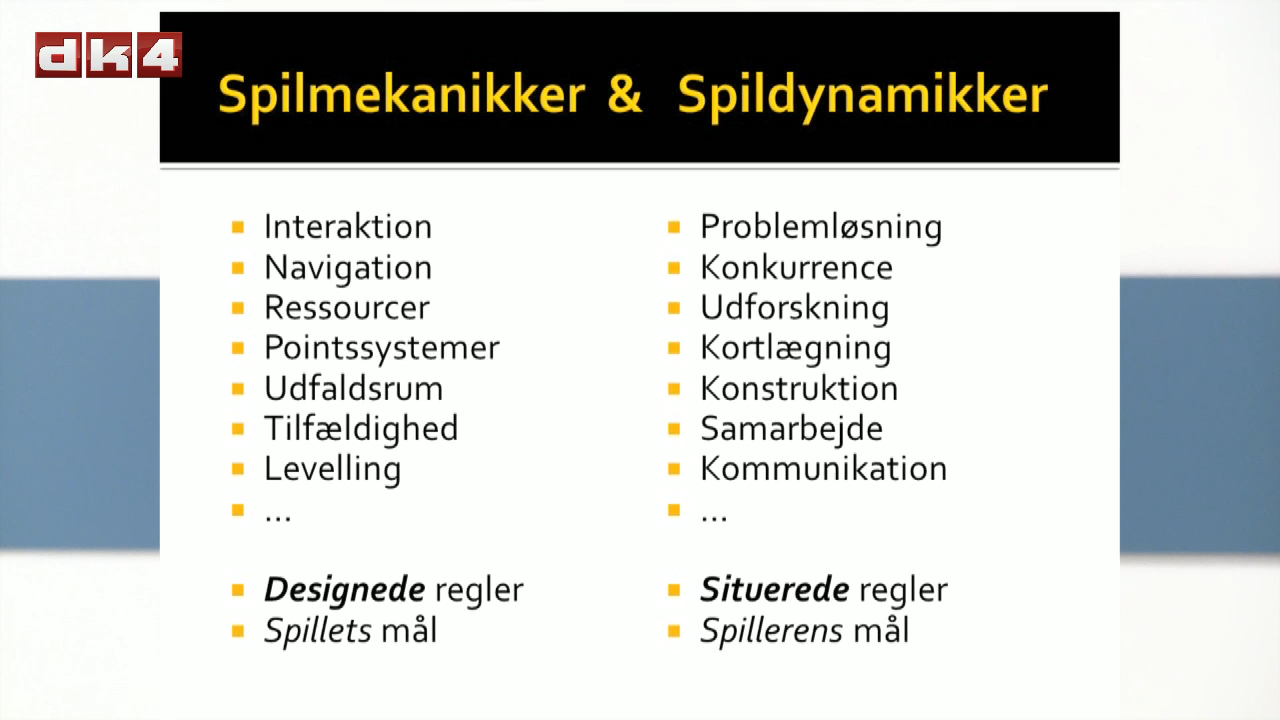 dk4
Spilmekanikker & Spildynamikker
Interaktion
Navigation
Ressourcer
Pointssystemer
Udfaldsrum
Tilfældighed
Levelling
...
Designede regler
Spillets mål
Problemløsning
Konkurrence
Udforskning
Kortlægning
Konstruktion
Samarbejde
Kommunikation
...
Situerede regler
Spillerens mål